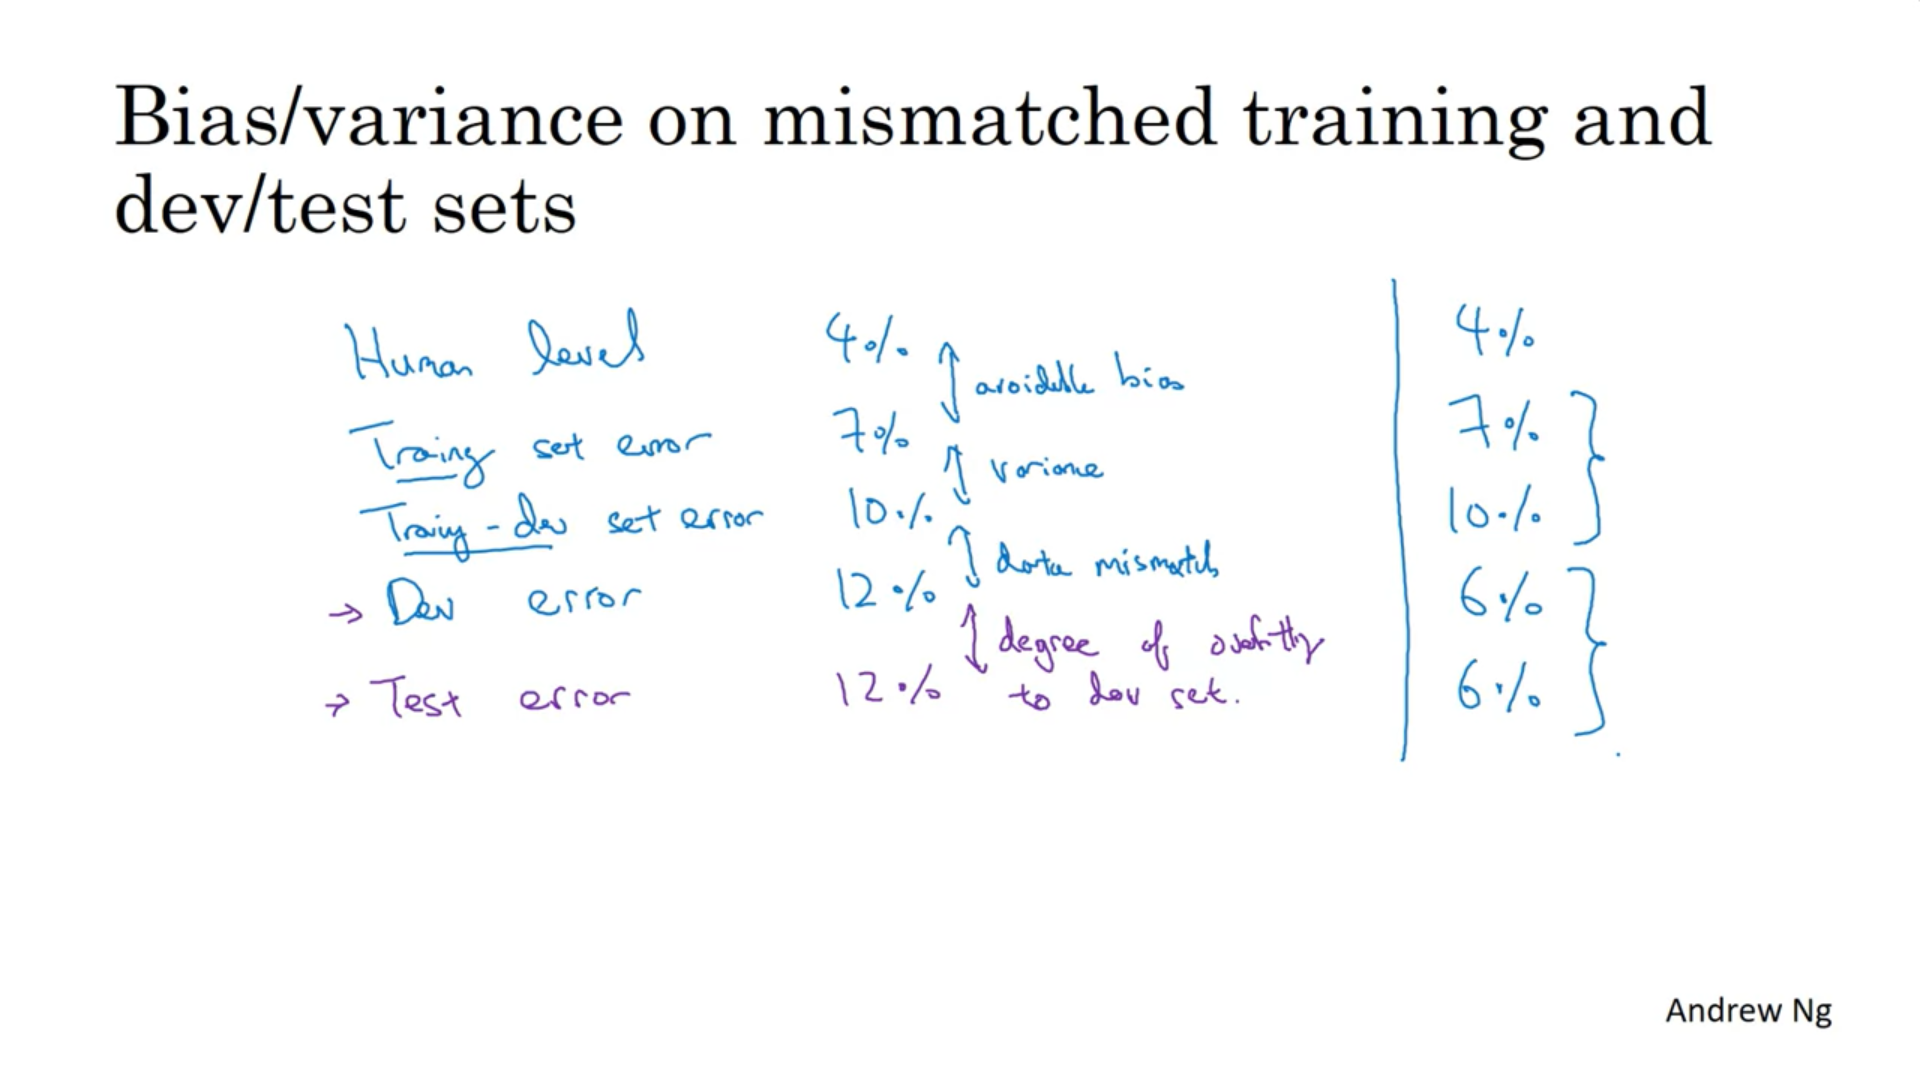 Bias/variance on mismatched training and
dev/test sets
Human level 4% 4%
avoidable bias
Traing set error 7% 7%
variance
Traing-dev set error 10% 10%
data mismatch
→ Dev error 12% 6%
degree of overfitting
→ Test error 12% to dev set. 6%
Andrew Ng